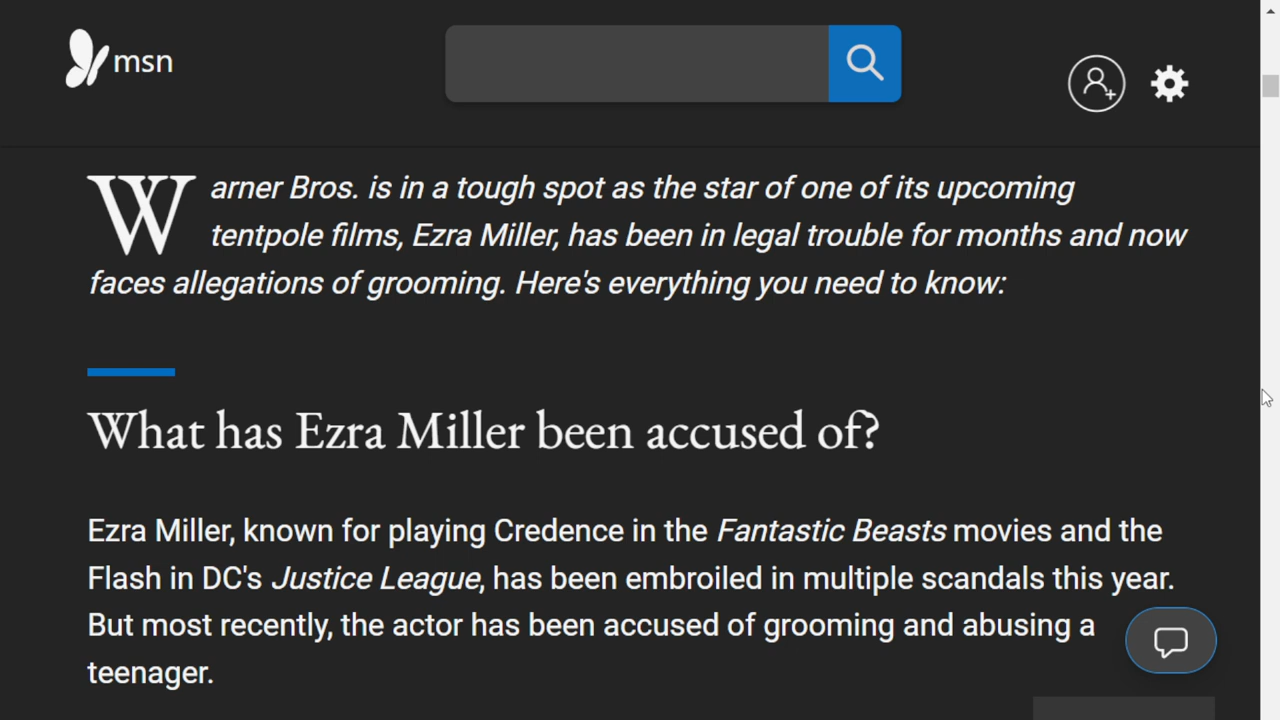 msn
Warner Bros. is in a tough spot as the star of one of its upcoming
tentpole films, Ezra Miller, has been in legal trouble for months and now
faces allegations of grooming. Here's everything you need to know:
What has Ezra Miller been accused of?
Ezra Miller, known for playing Credence in the Fantastic Beasts movies and the
Flash in DC's Justice League, has been embroiled in multiple scandals this year.
But most recently, the actor has been accused of grooming and abusing a
teenager.